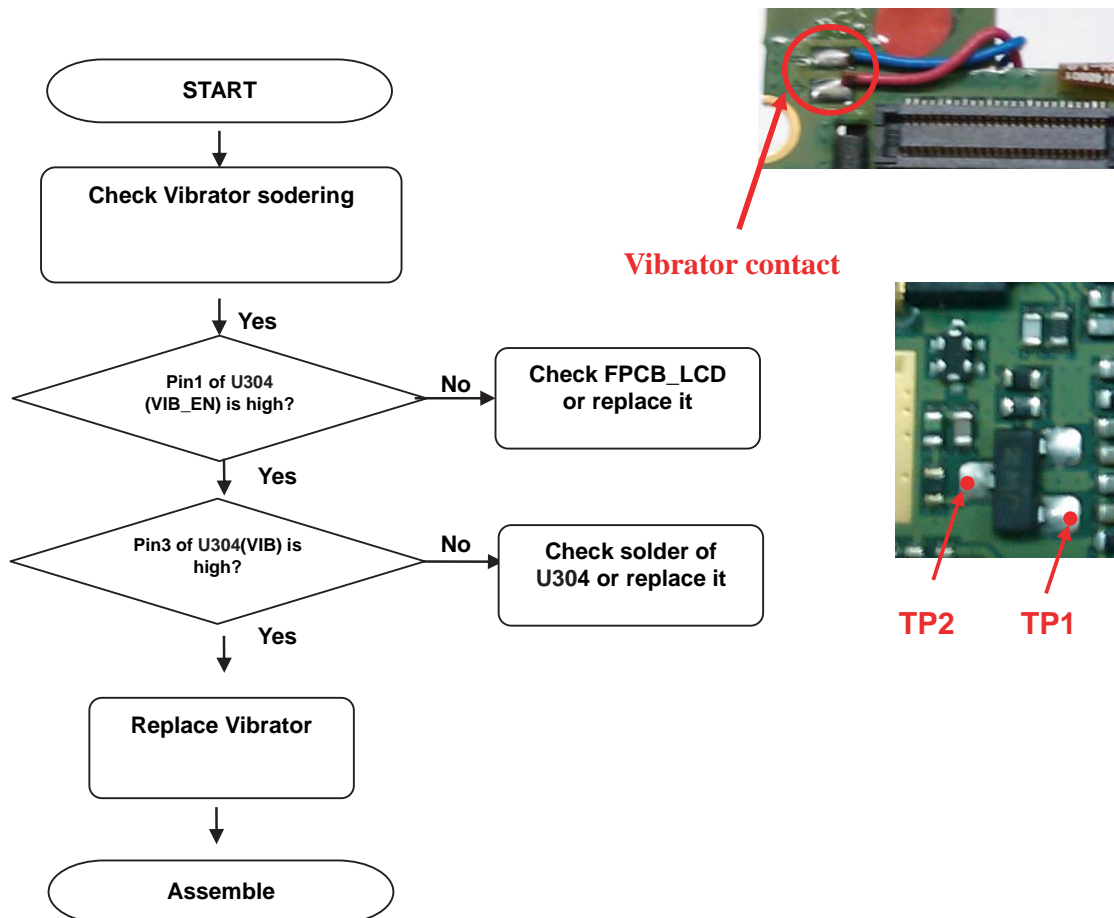 START
Check Vibrator sodering
Yes
Pin1 of U304
(VIB_EN) is high?
No
Check FPCB_LCD
or replace it
Yes
Pin3 of U304(VIB) is
high?
No
Check solder of
U304 or replace it
Yes
Replace Vibrator
Assemble
Vibrator contact
TP2
TP1